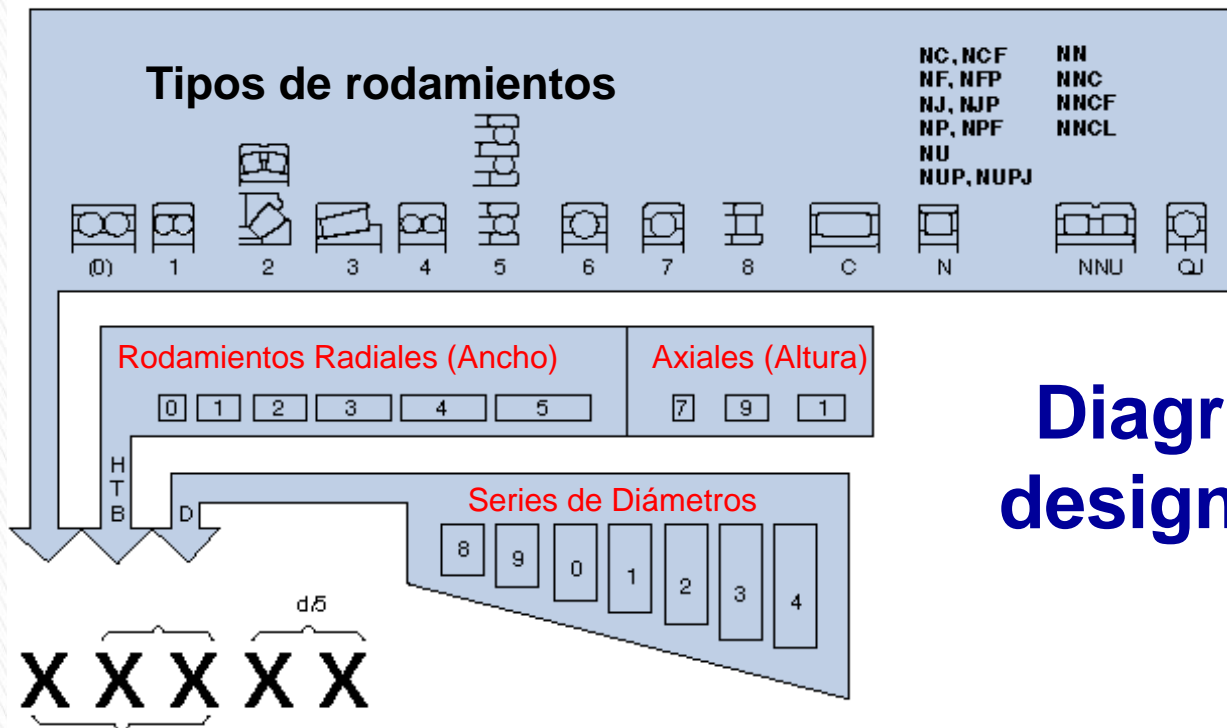 Tipos de rodamientos
NC, NCF NN
NF, NFP NNC
NJ, NJP NNCF
NP, NPF NNCL
NU
NUP, NUPJ
(0) 1 2 3 4 5 6 7 8 C N NNU QJ
Rodamientos Radiales (Ancho) Axiales (Altura)
0 1 2 3 4 5 7 9 1
Diagr
design
H
T
B D
Series de Diámetros
8 9 0 1 2 3 4
d/5
X X X X X